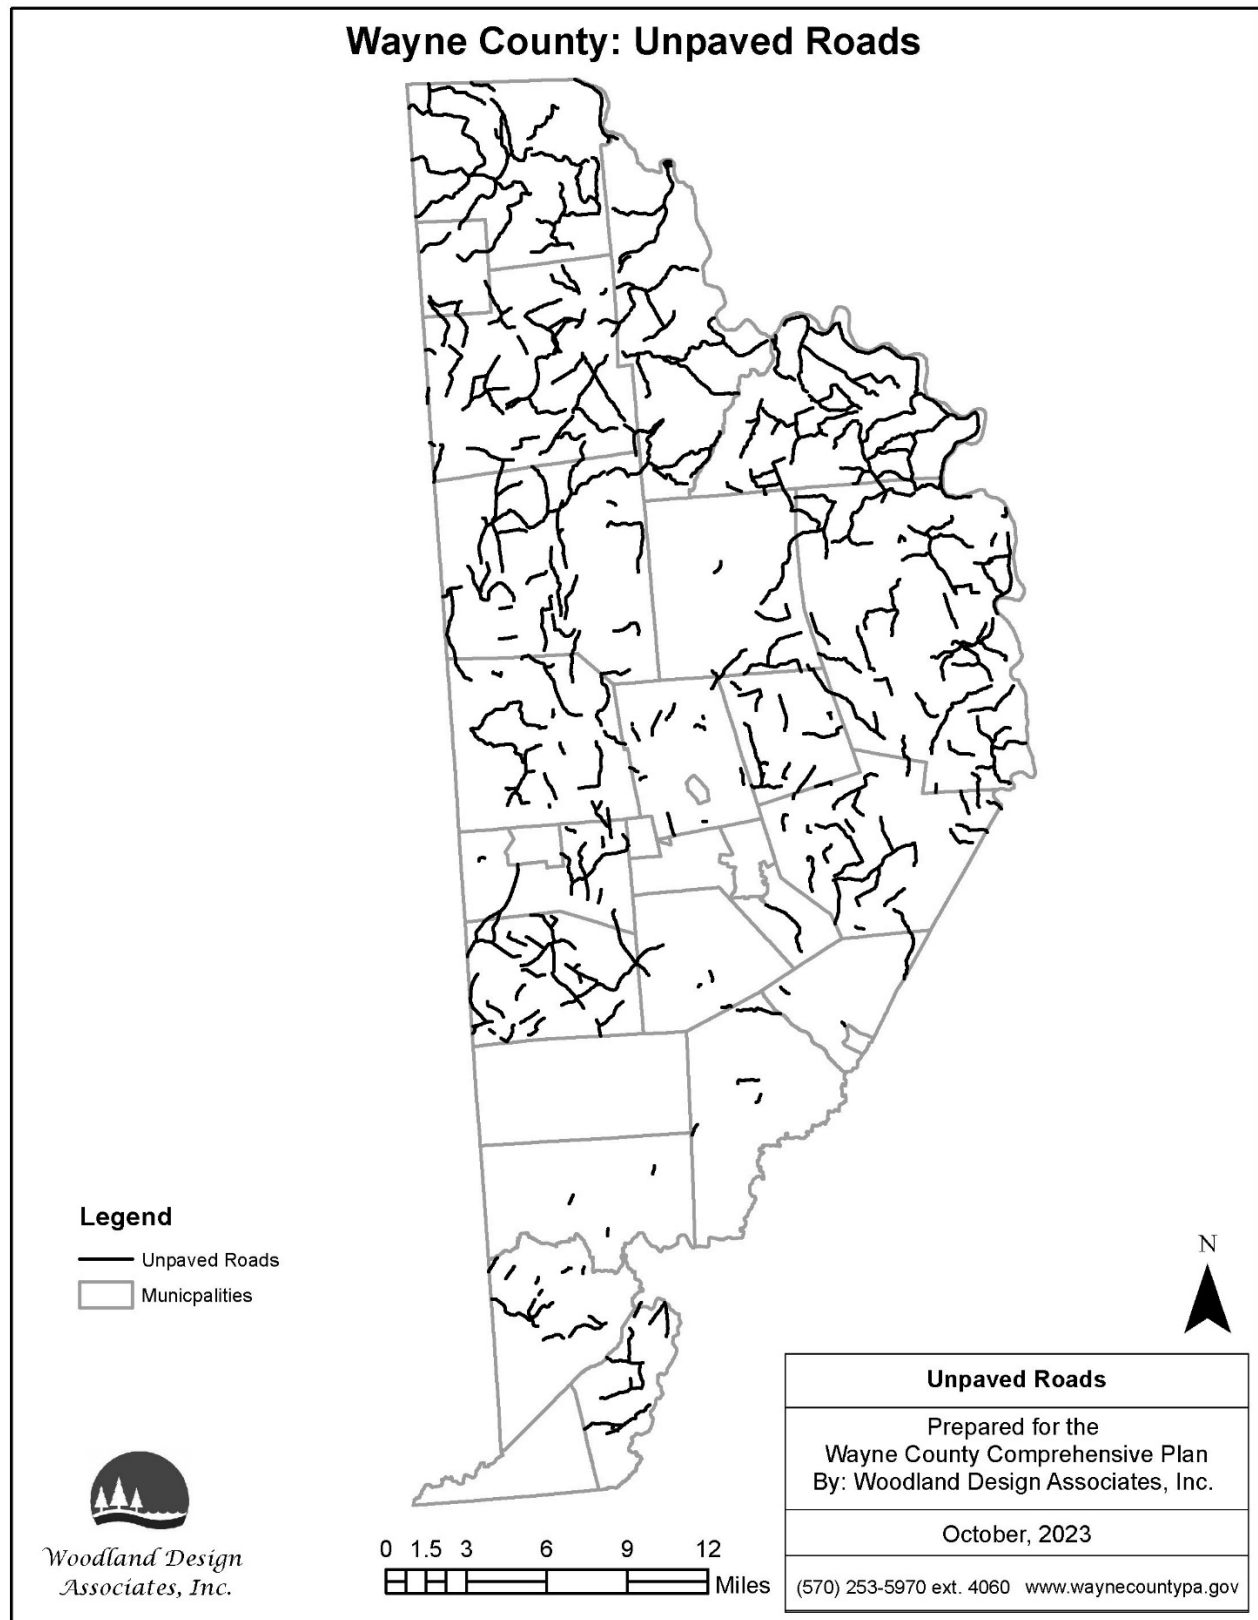 Wayne County: Unpaved Roads
Legend
Unpaved Roads
Municpalities
N
Woodland Design
Associates, Inc.
0 1.5 3 6 9 12
Miles
Unpaved Roads
Prepared for the
Wayne County Comprehensive Plan
By: Woodland Design Associates, Inc.
October, 2023
(570) 253-5970 ext. 4060 www.waynecountypa.gov